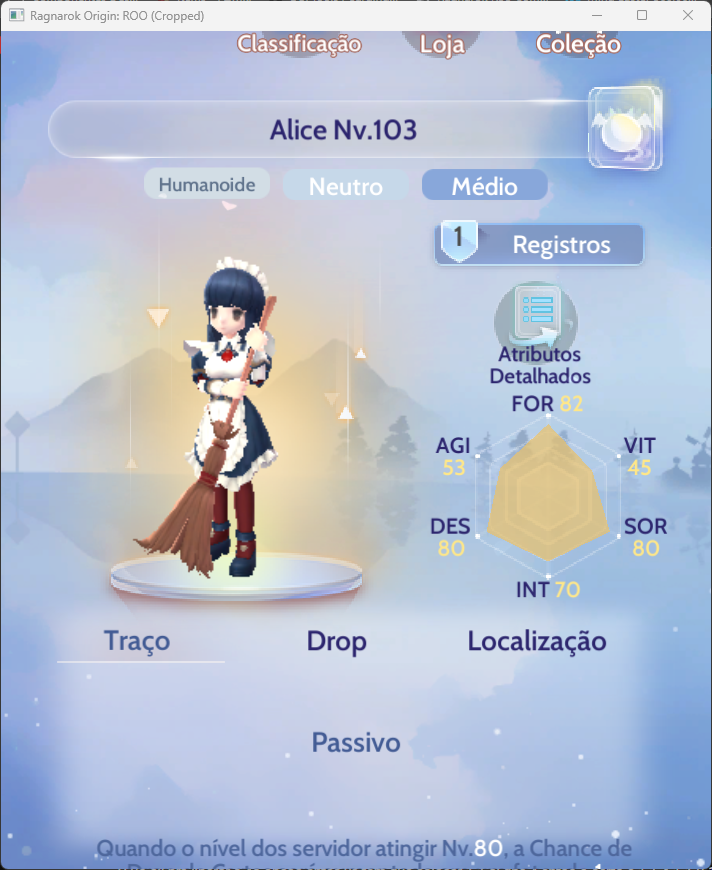 Ragnarok Origin: ROO (Cropped)
Classificação Loja Coleção
Alice Nv.103
Humanoide Neutro Médio
1 Registros
Atributos
Detalhados
FOR 82
AGI VIT
53 45
DES SOR
80 80
INT 70
Traço Drop Localização
Passivo
Quando o nível dos servidor atingir Nv.80, a Chance de